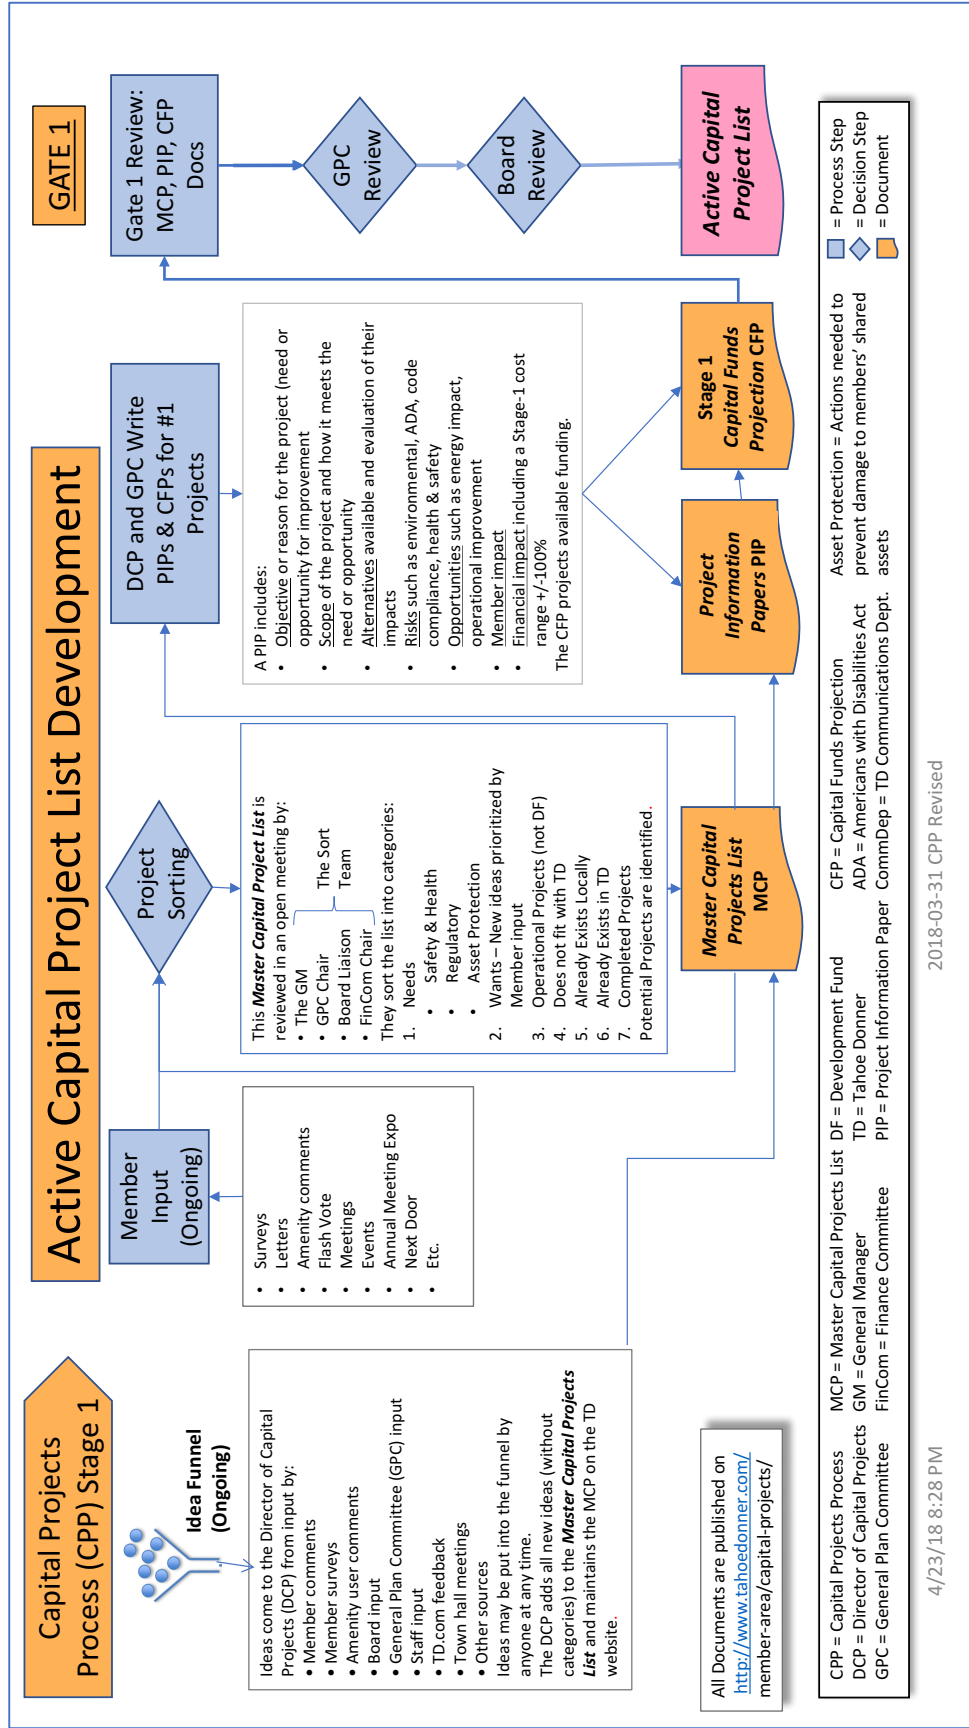 Capital Projects
Process (CPP) Stage 1
Active Capital Project List Development
GATE 1
Idea Funnel
(Ongoing)
Ideas come to the Director of Capital
Projects (DCP) from input by:
• Member comments
• Member surveys
• Amenity user comments
• Board input
• General Plan Committee (GPC) input
• Staff input
• TD.com feedback
• Town hall meetings
• Other sources
Ideas may be put into the funnel by
anyone at any time.
The DCP adds all new ideas (without
categories) to the Master Capital Projects
List and maintains the MCP on the TD
website.
Member
Input
(Ongoing)
• Surveys
• Letters
• Amenity comments
• Flash Vote
• Meetings
• Events
• Annual Meeting Expo
• Next Door
• Etc.
Project
Sorting
This Master Capital Project List is
reviewed in an open meeting by:
• The GM
• GPC Chair
• Board Liaison
• FinCom Chair
The Sort
Team
They sort the list into categories:
1. Needs
• Safety & Health
• Regulatory
• Asset Protection
2. Wants – New ideas prioritized by
Member input
3. Operational Projects (not DF)
4. Does not fit with TD
5. Already Exists Locally
6. Already Exists in TD
7. Completed Projects
Potential Projects are identified.
Master Capital
Projects List
MCP
DCP and GPC Write
PIPs & CFPs for #1
Projects
A PIP includes:
• Objective or reason for the project (need or
opportunity for improvement
• Scope of the project and how it meets the
need or opportunity
• Alternatives available and evaluation of their
impacts
• Risks such as environmental, ADA, code
compliance, health & safety
• Opportunities such as energy impact,
operational improvement
• Member impact
• Financial impact including a Stage-1 cost
range +/-100%
The CFP projects available funding.
Project
Information
Papers PIP
Stage 1
Capital Funds
Projection CFP
Gate 1 Review:
MCP, PIP, CFP
Docs
GPC
Review
Board
Review
Active Capital
Project List
All Documents are published on
http://www.tahoedonner.com/
member-area/capital-projects/
CPP = Capital Projects Process
DCP = Director of Capital Projects
GPC = General Plan Committee
MCP = Master Capital Projects List
GM = General Manager
FinCom = Finance Committee
DF = Development Fund
TD = Tahoe Donner
PIP = Project Information Paper
CFP = Capital Funds Projection
ADA = Americans with Disabilities Act
CommDep = TD Communications Dept.
Asset Protection = Actions needed to
prevent damage to members' shared
assets
= Process Step
= Decision Step
= Document
4/23/18 8:28 PM
2018-03-31 CPP Revised